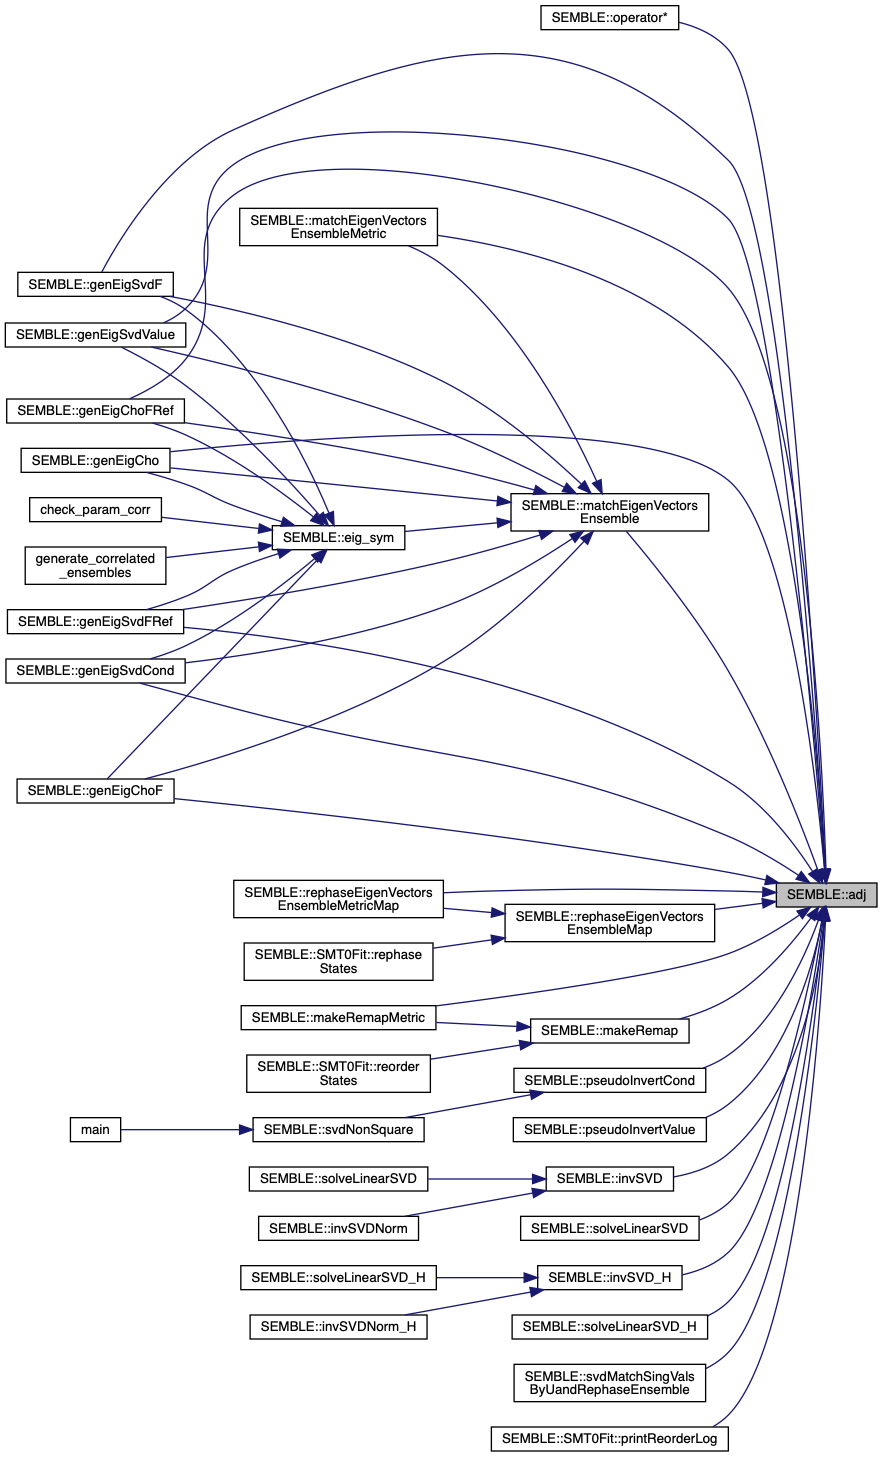 SEMBLE::operator*
SEMBLE::matchEigenVectors
EnsembleMetric
SEMBLE::genEigSvdF
SEMBLE::genEigSvdValue
SEMBLE::genEigChoFRef
SEMBLE::genEigCho
check_param_corr
SEMBLE::matchEigenVectors
Ensemble
SEMBLE::eig_sym
generate_correlated
_ensembles
SEMBLE::genEigSvdFRef
SEMBLE::genEigSvdCond
SEMBLE::genEigChoF
SEMBLE::adj
SEMBLE::rephaseEigenVectors
EnsembleMetricMap
SEMBLE::rephaseEigenVectors
EnsembleMap
SEMBLE::SMT0Fit::rephase
States
SEMBLE::makeRemapMetric
SEMBLE::makeRemap
SEMBLE::SMT0Fit::reorder
States
SEMBLE::pseudoInvertCond
main
SEMBLE::svdNonSquare
SEMBLE::pseudoInvertValue
SEMBLE::solveLinearSVD
SEMBLE::invSVD
SEMBLE::invSVDNorm
SEMBLE::solveLinearSVD
SEMBLE::solveLinearSVD_H
SEMBLE::invSVD_H
SEMBLE::invSVDNorm_H
SEMBLE::solveLinearSVD_H
SEMBLE::svdMatchSingVals
ByUandRephaseEnsemble
SEMBLE::SMT0Fit::printReorderLog